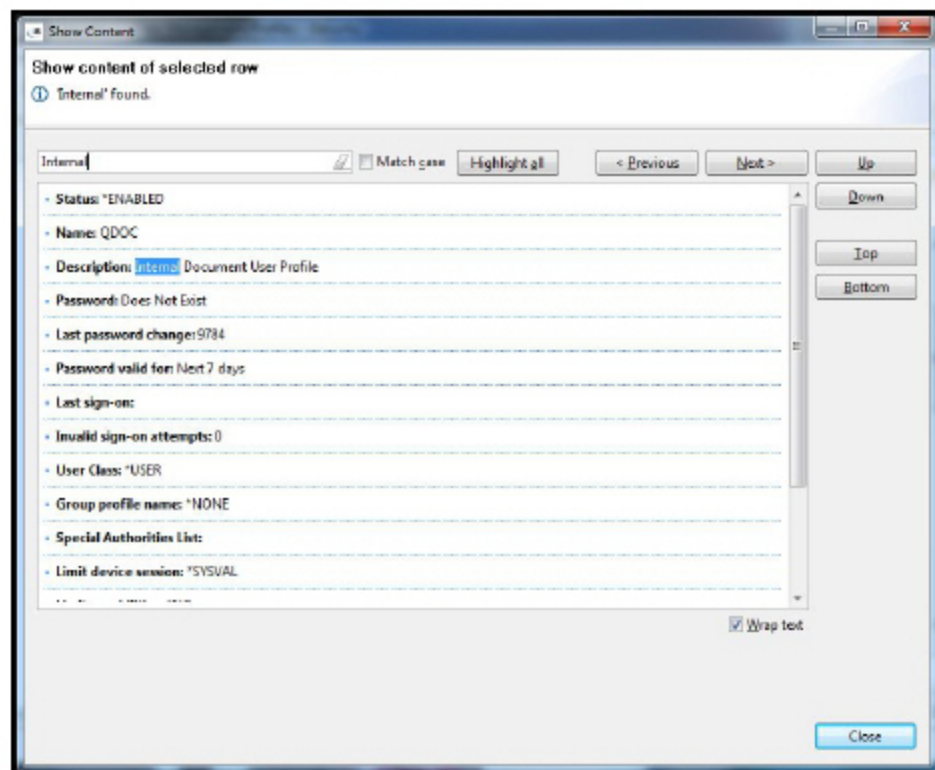 Show Content
Show content of selected row
'Internal' found.
Internal
Match case
Highlight all
< Previous
Next >
Up
Status: *ENABLED
Down
Name: QDOC
Description: Internal Document User Profile
Top
Password: Does Not Exist
Bottom
Last password change: 9784
Password valid for: Next 7 days
Last sign-on:
Invalid sign-on attempts: 0
User Class: *USER
Group profile name: *NONE
Special Authorities List:
Limit device session: *SYSVAL
Wrap text
Close